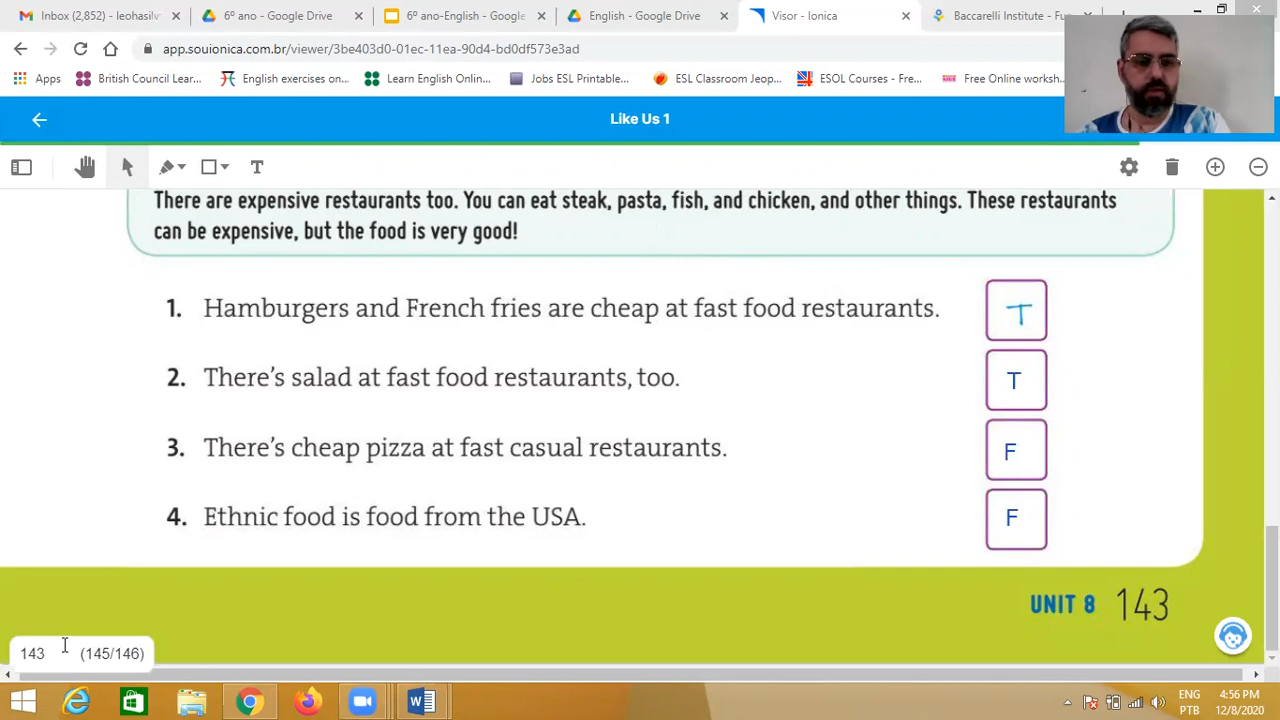 Inbox (2,852) - leohasilv
6º ano - Google Drive
6º ano-English - Google
English - Google Drive
Visor - Ionica
Baccarelli Institute - Fu
app.souionica.com.br/viewer/3be403d0-01ec-11ea-90d4-bd0df573e3ad
Apps
British Council Lear...
English exercises on...
Learn English Onlin...
Jobs ESL Printable...
ESL Classroom Jeop...
ESOL Courses - Fre...
Free Online worksh...
Like Us 1
T
There are expensive restaurants too. You can eat steak, pasta, fish, and chicken, and other things. These restaurants
can be expensive, but the food is very good!
1. Hamburgers and French fries are cheap at fast food restaurants. T
2. There's salad at fast food restaurants, too. T
3. There's cheap pizza at fast casual restaurants. F
4. Ethnic food is food from the USA. F
UNIT 8 143
143 (145/146)
ENG 4:56 PM
PTB 12/8/2020